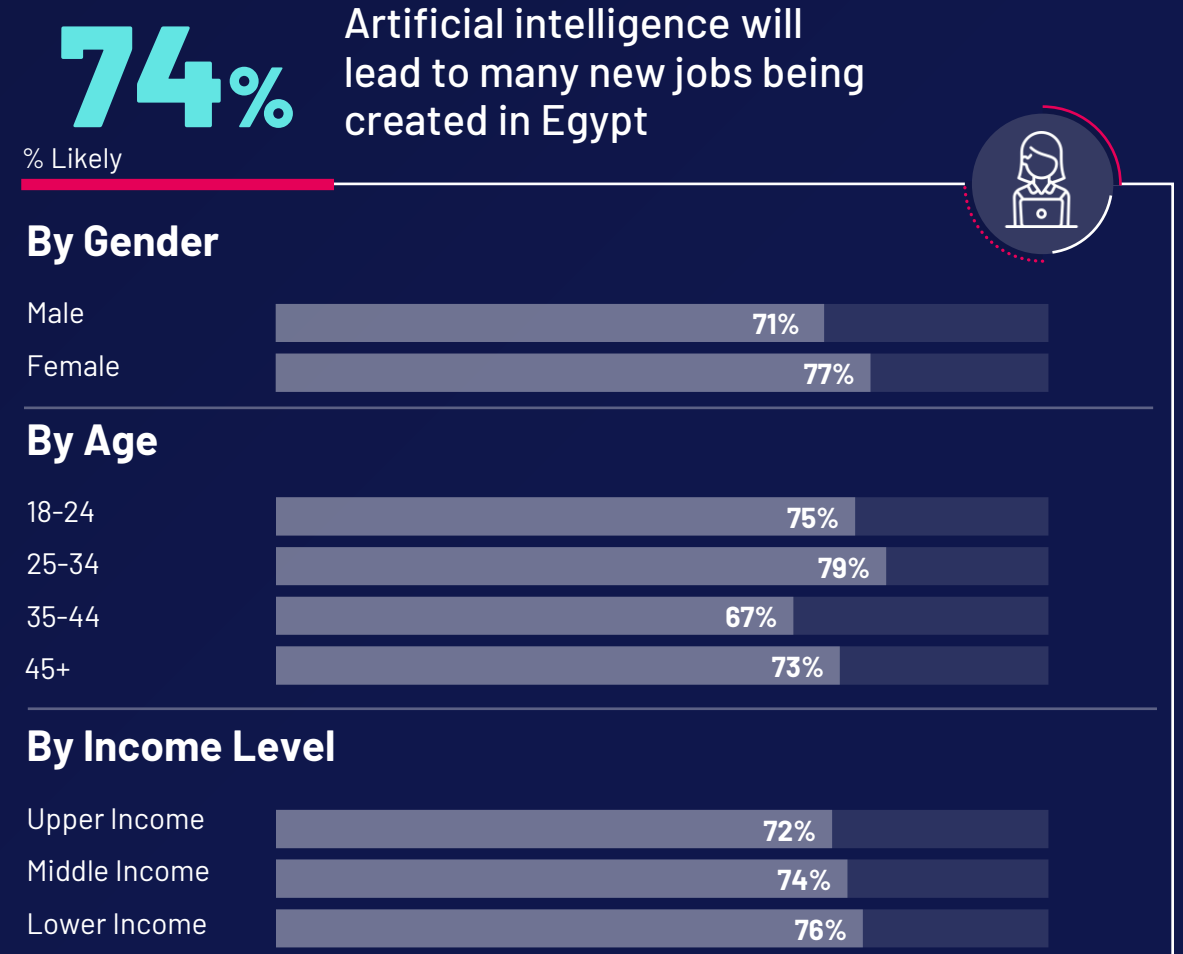 74%
Artificial intelligence will
lead to many new jobs being
created in Egypt
% Likely
By Gender
Male 71%
Female 77%
By Age
18-24 75%
25-34 79%
35-44 67%
45+ 73%
By Income Level
Upper Income 72%
Middle Income 74%
Lower Income 76%